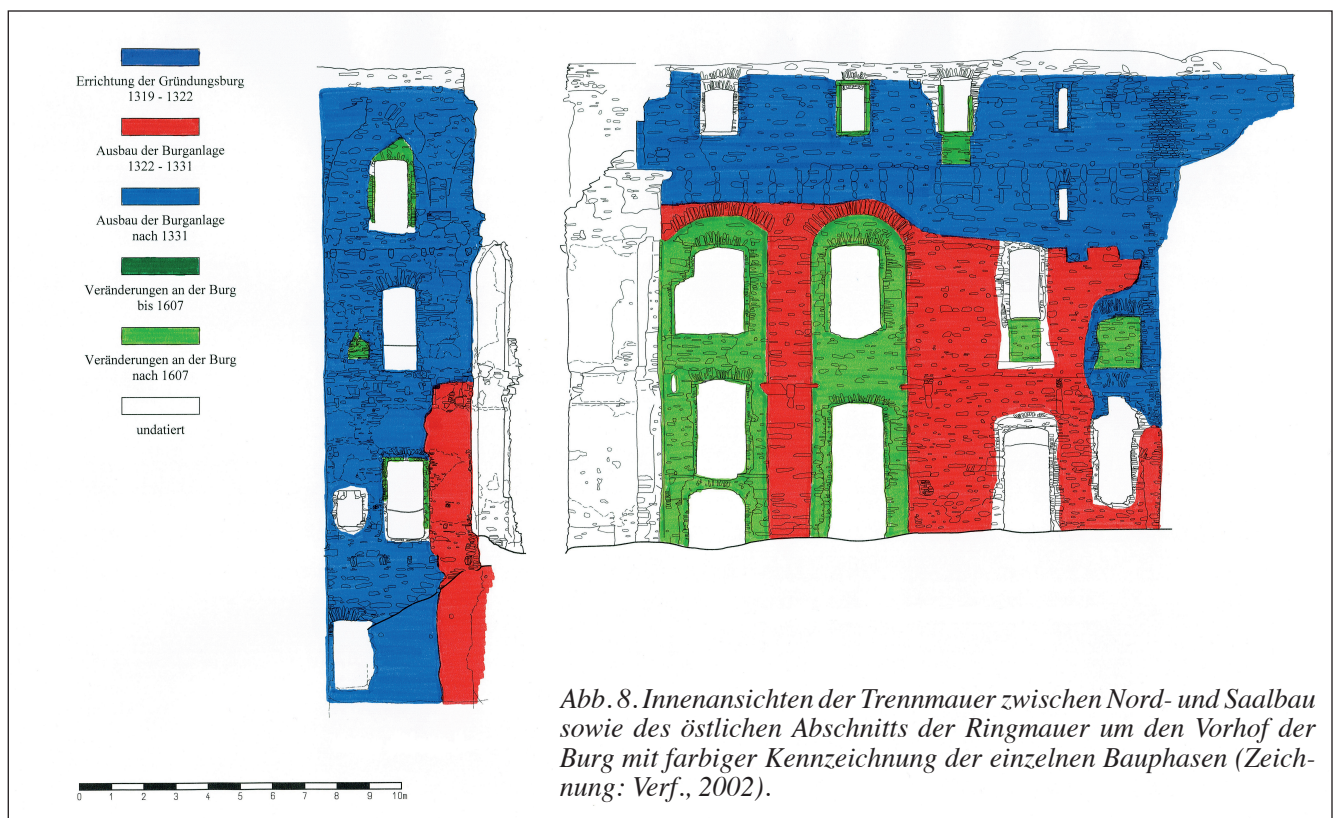 Errichtung der Gründungsburg
1319 - 1322
Ausbau der Burganlage
1322 - 1331
Ausbau der Burganlage
nach 1331
Veränderungen an der Burg
bis 1607
Veränderungen an der Burg
nach 1607
undatiert
0 1 2 3 4 5 6 7 8 9 10m
Abb. 8. Innenansichten der Trennmauer zwischen Nord- und Saalbau
sowie des östlichen Abschnitts der Ringmauer um den Vorhof der
Burg mit farbiger Kennzeichnung der einzelnen Bauphasen (Zeich-
nung: Verf., 2002).